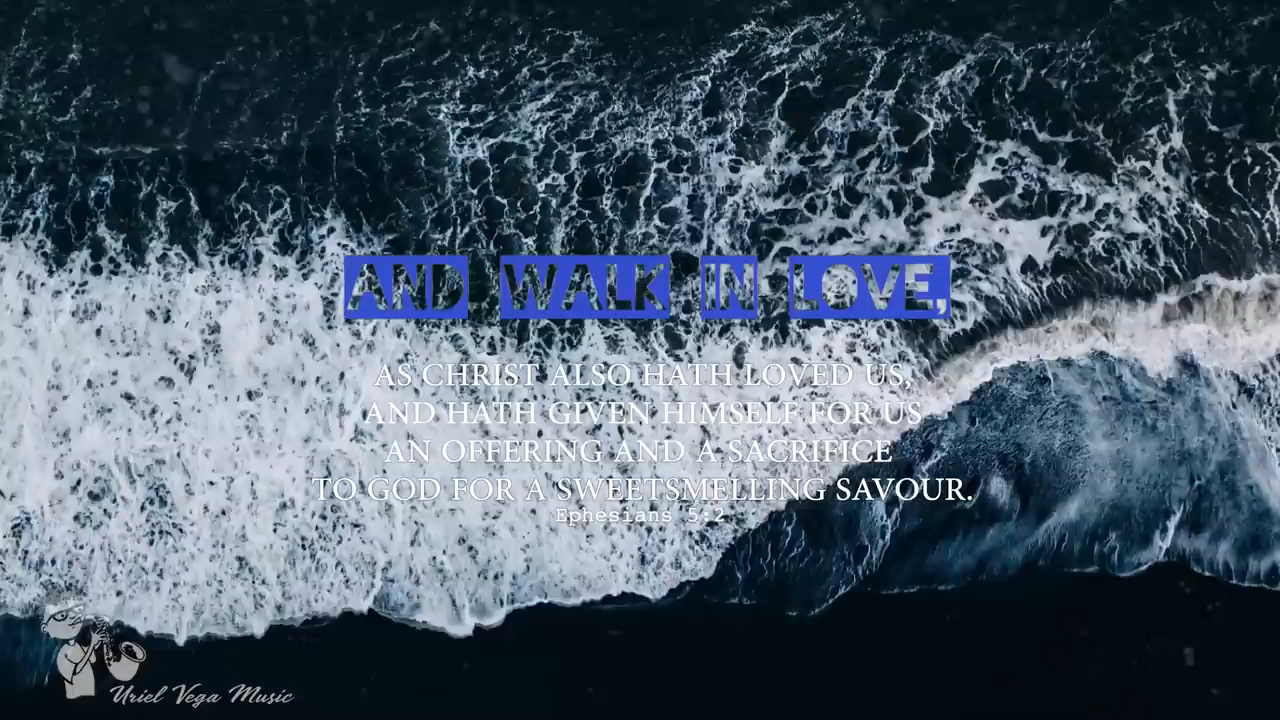 AND WALK IN LOVE,
AS CHRIST ALSO HATH LOVED US,
AND HATH GIVEN HIMSELF FOR US
AN OFFERING AND A SACRIFICE
TO GOD FOR A SWEETSMELLING SAVOUR.
Ephesians 5:2
Uriel Vega Music